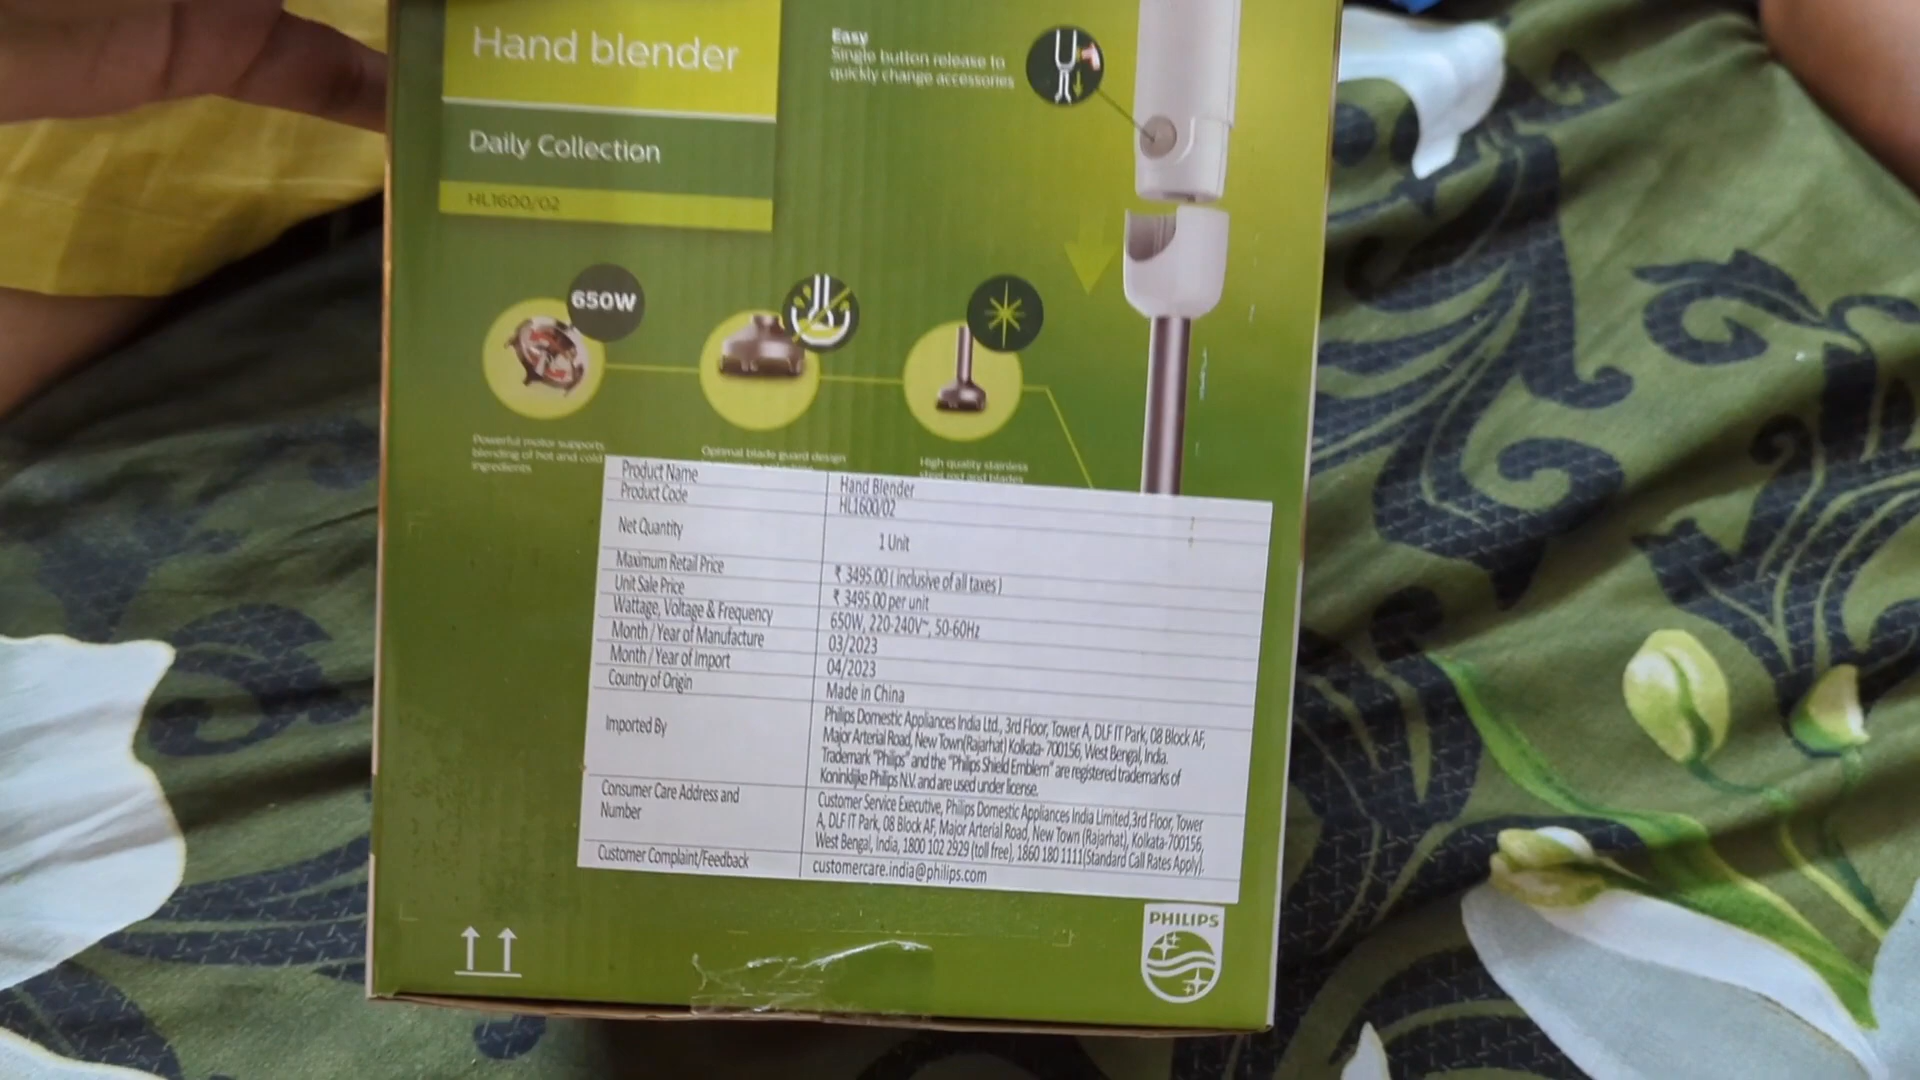 Hand blender
Daily Collection
HL1600/02
Easy
Single button release to
quickly change accessories
650W
Powerful motor supports
blending of hot and cold
ingredients
Optimal blade guard design
High quality stainless
steel rod and blades
Product Name Hand Blender
Product Code HL1600/02
Net Quantity 1 Unit
Maximum Retail Price ₹ 3495.00 ( inclusive of all taxes )
Unit Sale Price ₹ 3495.00 per unit
Wattage, Voltage & Frequency 650W, 220-240V~, 50-60Hz
Month / Year of Manufacture 03/2023
Month / Year of Import 04/2023
Country of Origin Made in China
Imported By
Philips Domestic Appliances India Ltd., 3rd Floor, Tower A, DLF IT Park, 08 Block AF,
Major Arterial Road, New Town(Rajarhat) Kolkata- 700156, West Bengal, India.
Trademark "Philips" and the "Philips Shield Emblem" are registered trademarks of
Koninklijke Philips N.V. and are used under license.
Consumer Care Address and
Number
Customer Service Executive, Philips Domestic Appliances India Limited,3rd Floor, Tower
A, DLF IT Park, 08 Block AF, Major Arterial Road, New Town (Rajarhat), Kolkata-700156,
West Bengal, India, 1800 102 2929 (toll free), 1860 180 1111(Standard Call Rates Apply).
Customer Complaint/Feedback customercare.india@philips.com
PHILIPS